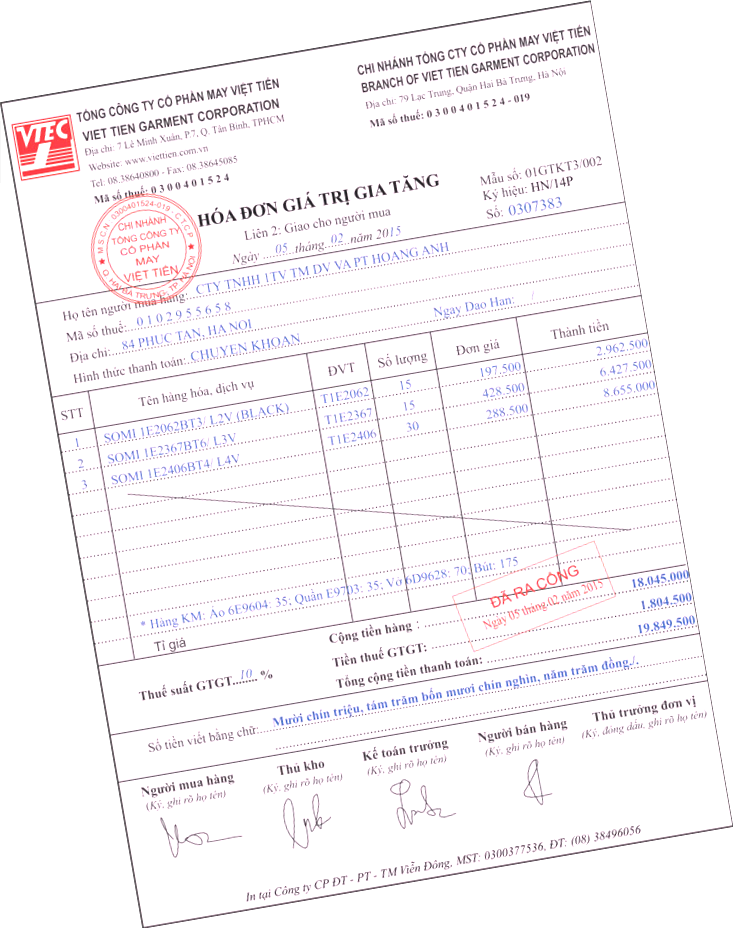 VTEC
TỔNG CÔNG TY CỔ PHẦN MAY VIỆT TIẾN
VIET TIEN GARMENT CORPORATION
Địa chỉ: 7 Lê Minh Xuân, P.7, Q. Tân Bình, TPHCM
Website: www.viettien.com.vn
Tel: 08.38640800 - Fax: 08.38645085
Mã số thuế: 0 3 0 0 4 0 1 5 2 4
CHI NHÁNH TỔNG CTY CỔ PHẦN MAY VIỆT TIẾN
BRANCH OF VIET TIEN GARMENT CORPORATION
Địa chỉ: 79 Lạc Trung, Quận Hai Bà Trưng, Hà Nội
Mã số thuế: 0 3 0 0 4 0 1 5 2 4 - 019
HÓA ĐƠN GIÁ TRỊ GIA TĂNG
Liên 2: Giao cho người mua
Ngày 05 tháng 02 năm 2015
Mẫu số: 01GTKT3/002
Ký hiệu: HN/14P
Số: 0307383
M.S.C.N: 0300401524-019 - C.T.C.P
CHI NHÁNH
TỔNG CÔNG TY
CỔ PHẦN
MAY
VIỆT TIẾN
Q. HAI BÀ TRƯNG, TP. HÀ NỘI
Họ tên người mua hàng: CTY TNHH 1TV TM DV VA PT HOANG ANH
Mã số thuế: 0 1 0 2 9 5 5 6 5 8
Địa chỉ: 84 PHUC TAN, HA NOI
Hình thức thanh toán: CHUYEN KHOAN Ngay Dao Han: /
STT Tên hàng hóa, dịch vụ ĐVT Số lượng Đơn giá Thành tiền
1 SOMI 1E2062BT3/ L2V (BLACK) T1E2062 15 197.500 2.962.500
2 SOMI 1E2367BT6/ L3V T1E2367 15 428.500 6.427.500
3 SOMI 1E2406BT4/ L4V T1E2406 30 288.500 8.655.000
* Hàng KM: Áo 6E9604: 35; Quần E9703: 35; Vớ 6D9628: 70; Bút: 175
ĐÃ RA CỔNG
Ngày 05 tháng 02 năm 2015
Tỉ giá
Cộng tiền hàng : 18.045.000
Thuế suất GTGT 10 % Tiền thuế GTGT: 1.804.500
Tổng cộng tiền thanh toán: 19.849.500
Số tiền viết bằng chữ: Mười chín triệu, tám trăm bốn mươi chín nghìn, năm trăm đồng./.
Người mua hàng Thủ kho Kế toán trưởng Người bán hàng Thủ trưởng đơn vị
(Ký, ghi rõ họ tên) (Ký, ghi rõ họ tên) (Ký, ghi rõ họ tên) (Ký, ghi rõ họ tên) (Ký, đóng dấu, ghi rõ họ tên)
In tại Công ty CP ĐT - PT - TM Viễn Đông, MST: 0300377536, ĐT: (08) 38496056